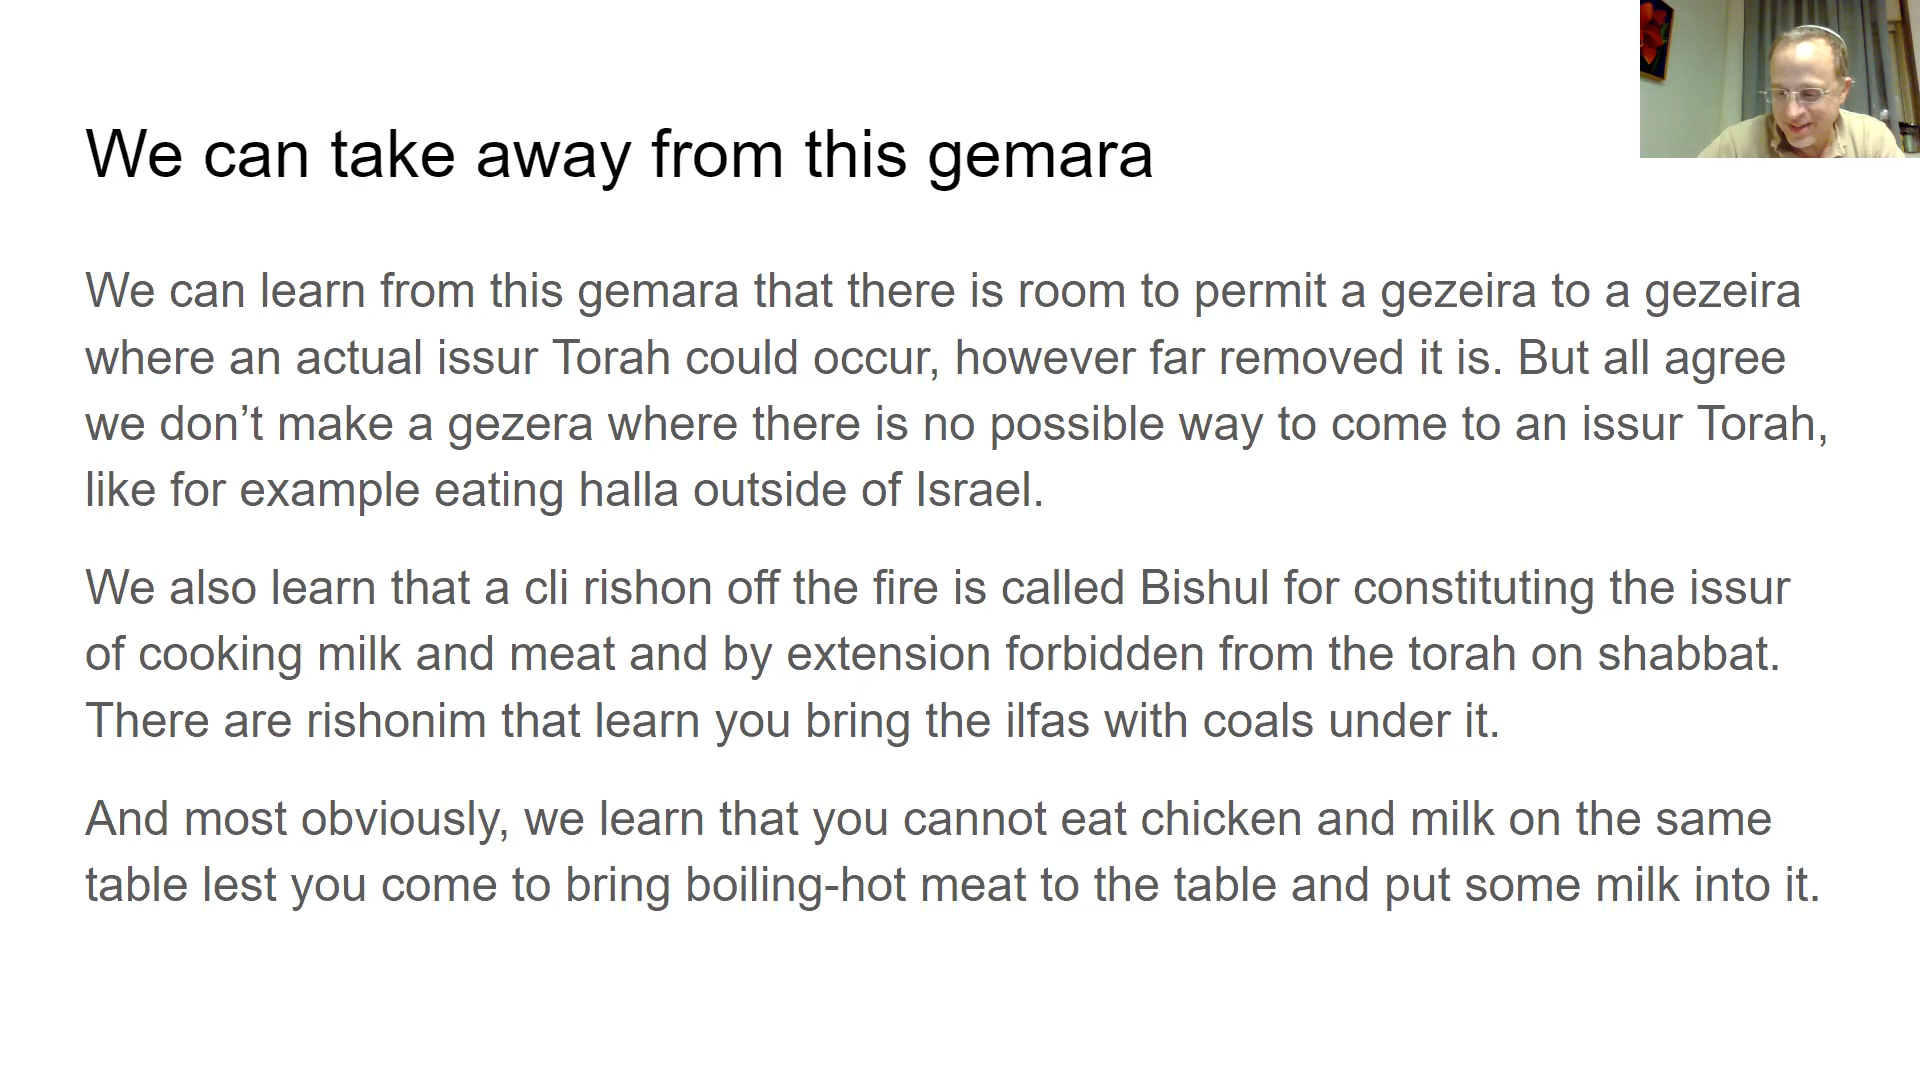 We can take away from this gemara
We can learn from this gemara that there is room to permit a gezeira to a gezeira
where an actual issur Torah could occur, however far removed it is. But all agree
we don’t make a gezera where there is no possible way to come to an issur Torah,
like for example eating halla outside of Israel.
We also learn that a cli rishon off the fire is called Bishul for constituting the issur
of cooking milk and meat and by extension forbidden from the torah on shabbat.
There are rishonim that learn you bring the ilfas with coals under it.
And most obviously, we learn that you cannot eat chicken and milk on the same
table lest you come to bring boiling-hot meat to the table and put some milk into it.